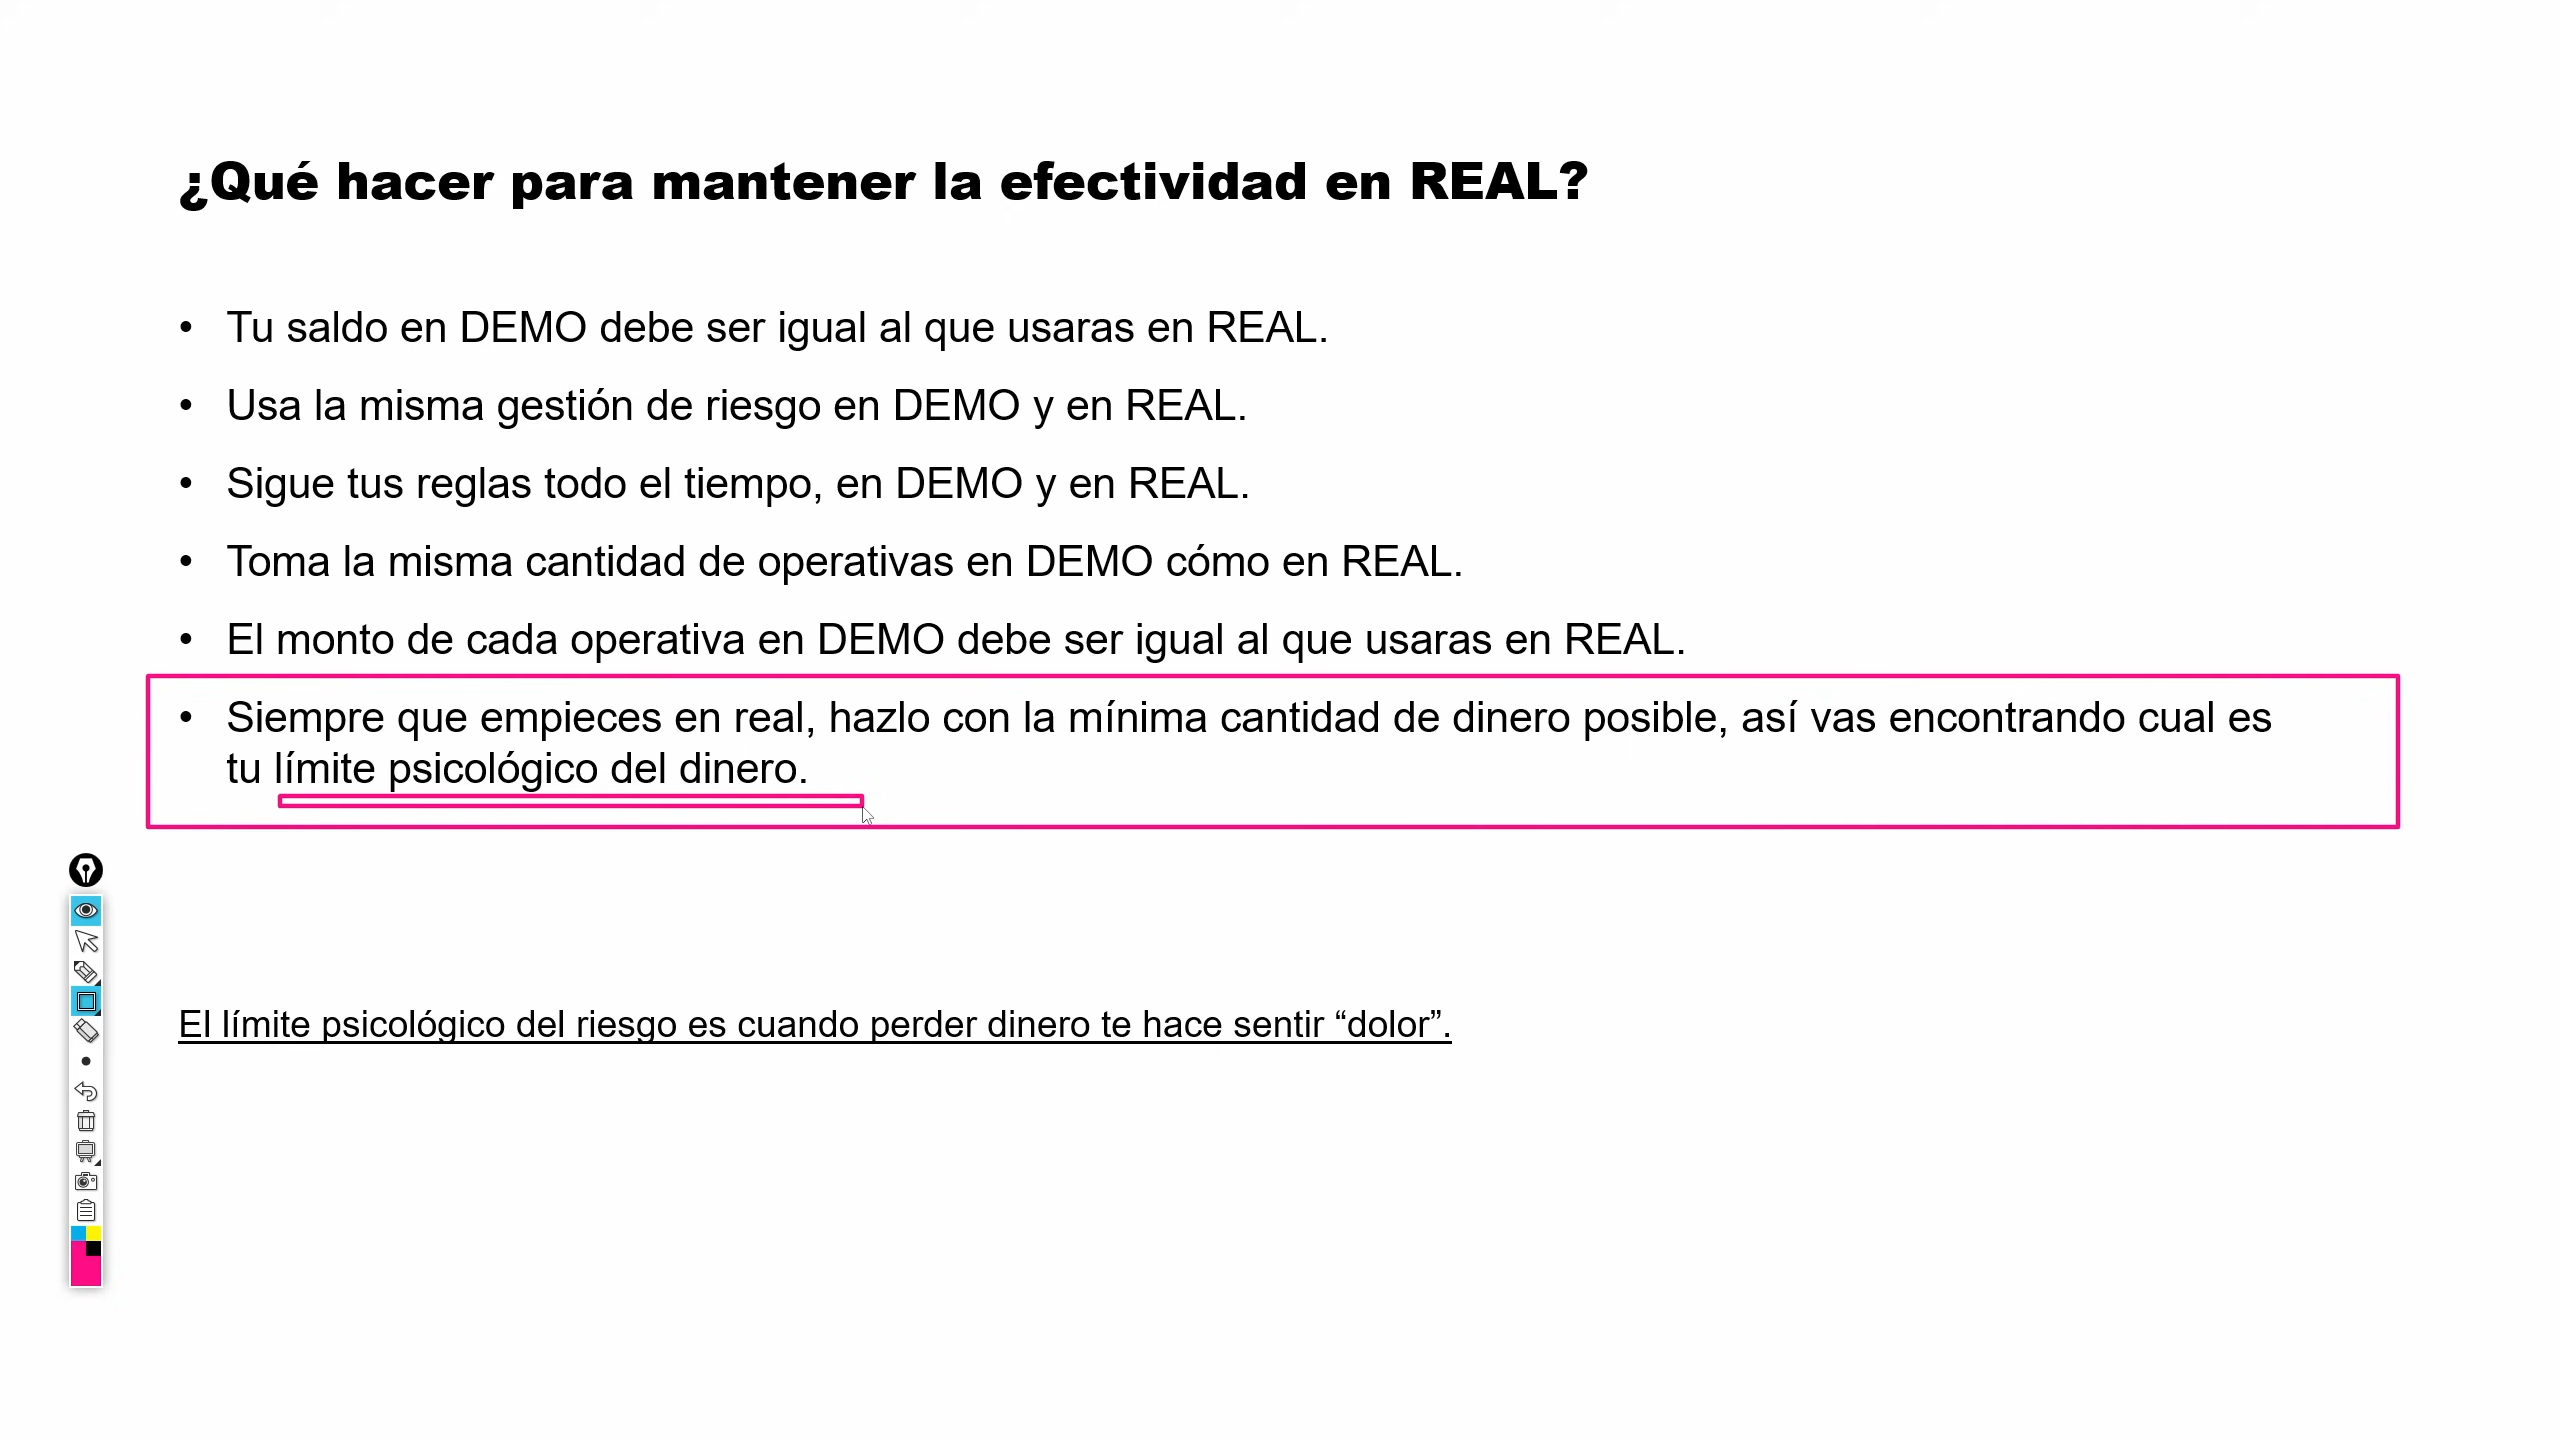 ¿Qué hacer para mantener la efectividad en REAL?
• Tu saldo en DEMO debe ser igual al que usaras en REAL.
• Usa la misma gestión de riesgo en DEMO y en REAL.
• Sigue tus reglas todo el tiempo, en DEMO y en REAL.
• Toma la misma cantidad de operativas en DEMO cómo en REAL.
• El monto de cada operativa en DEMO debe ser igual al que usaras en REAL.
• Siempre que empieces en real, hazlo con la mínima cantidad de dinero posible, así vas encontrando cual es
tu límite psicológico del dinero.
El límite psicológico del riesgo es cuando perder dinero te hace sentir “dolor”.